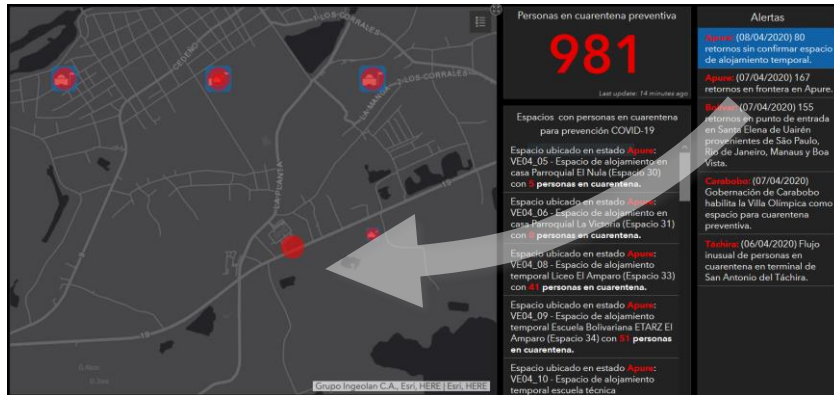 LOS-CORRALES
CEDEÑO
LOS-CORRALES
LA-MANGA
LA-PLANTA
19
19
0,6km
Grupo Ingeolan C.A., Esri, HERE | Esri, HERE
Personas en cuarentena preventiva
981
Last update: 14 minutes ago
Espacios con personas en cuarentena
para prevención COVID-19
Espacio ubicado en estado Apure:
VE04_05 - Espacio de alojamiento en
casa Parroquial El Nula (Espacio 30)
con 5 personas en cuarentena.
Espacio ubicado en estado Apure:
VE04_06 - Espacio de alojamiento en
casa Parroquial La Victoria (Espacio 31)
con 0 personas en cuarentena.
Espacio ubicado en estado Apure:
VE04_08 - Espacio de alojamiento
temporal Liceo El Amparo (Espacio 33)
con 41 personas en cuarentena.
Espacio ubicado en estado Apure:
VE04_09 - Espacio de alojamiento
temporal Escuela Bolivariana ETARZ El
Amparo (Espacio 34) con 51 personas
en cuarentena.
Espacio ubicado en estado Apure:
VE04_10 - Espacio de alojamiento
temporal escuela técnica
Alertas
Apure: (08/04/2020) 80
retornos sin confirmar espacio
de alojamiento temporal.
Apure: (07/04/2020) 167
retornos en frontera en Apure.
Bolívar: (07/04/2020) 155
retornos en punto de entrada
en Santa Elena de Uairén
provenientes de São Paulo,
Rio de Janeiro, Manaus y Boa
Vista.
Carabobo: (07/04/2020)
Gobernación de Carabobo
habilita la Villa Olímpica como
espacio para cuarentena
preventiva.
Táchira: (06/04/2020) Flujo
inusual de personas en
cuarentena en terminal de
San Antonio del Táchira.